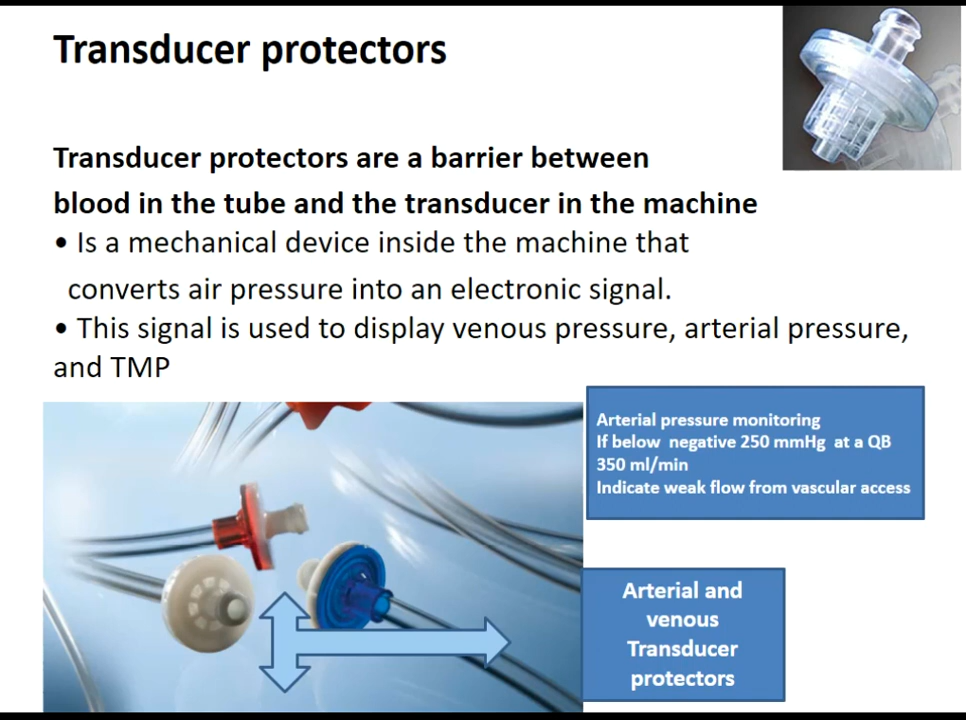 Transducer protectors
Transducer protectors are a barrier between
blood in the tube and the transducer in the machine
• Is a mechanical device inside the machine that
converts air pressure into an electronic signal.
• This signal is used to display venous pressure, arterial pressure,
and TMP
Arterial pressure monitoring
If below negative 250 mmHg at a QB
350 ml/min
Indicate weak flow from vascular access
Arterial and
venous
Transducer
protectors